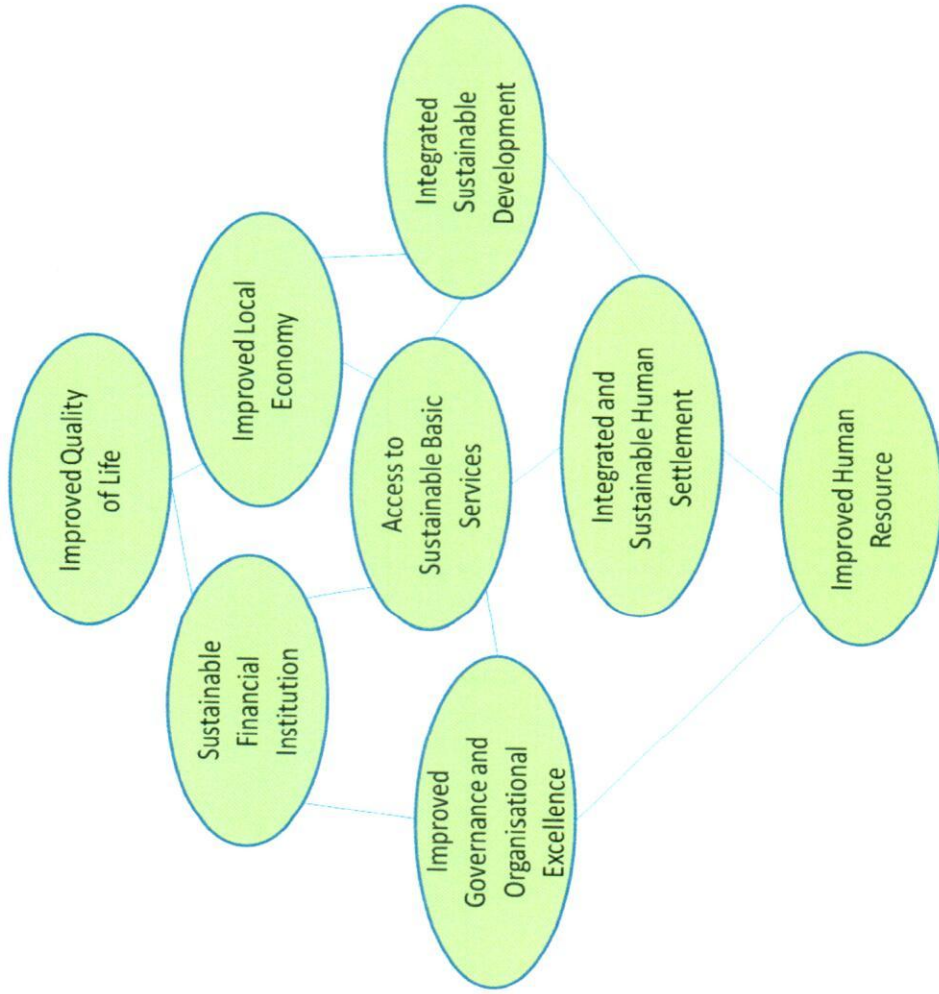 Improved Quality
of Life
Sustainable
Financial
Institution
Improved Local
Economy
Access to
Sustainable Basic
Services
Improved
Governance and
Organisational
Excellence
Integrated
Sustainable
Development
Integrated and
Sustainable Human
Settlement
Improved Human
Resource